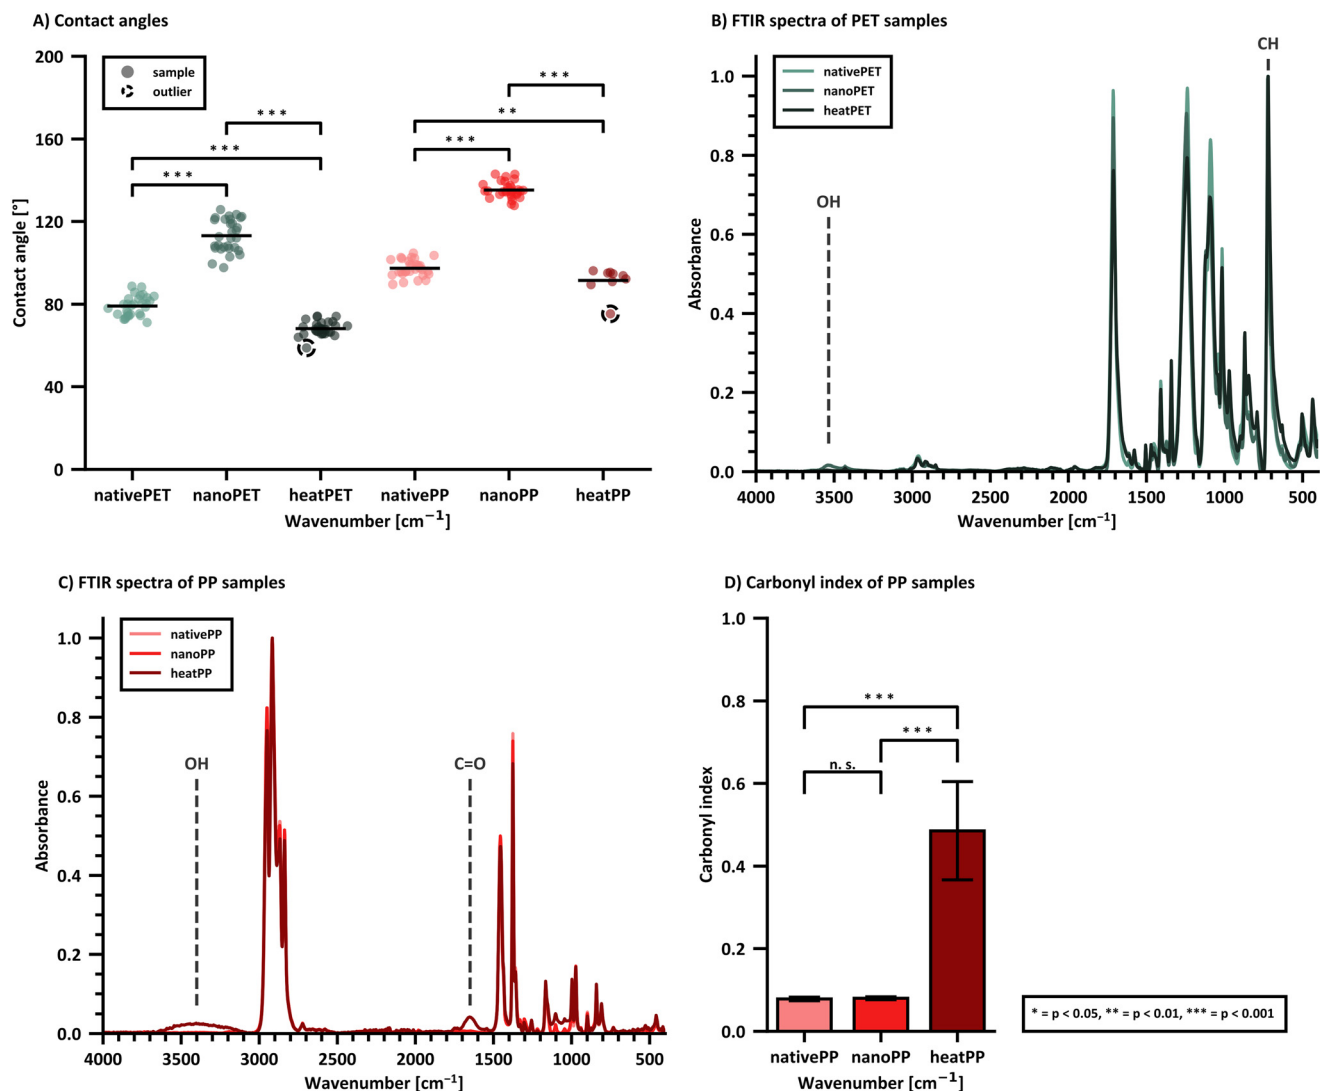 A) Contact angles
sample
outlier
***
***
***
***
**
***
Contact angle [°]
200
160
120
80
40
0
nativePET nanoPET heatPET nativePP nanoPP heatPP
Wavenumber [cm⁻¹]
B) FTIR spectra of PET samples
nativePET
nanoPET
heatPET
OH
CH
Absorbance
1.0
0.8
0.6
0.4
0.2
0.0
4000 3500 3000 2500 2000 1500 1000 500
Wavenumber [cm⁻¹]
C) FTIR spectra of PP samples
nativePP
nanoPP
heatPP
OH
C=O
Absorbance
1.0
0.8
0.6
0.4
0.2
0.0
4000 3500 3000 2500 2000 1500 1000 500
Wavenumber [cm⁻¹]
D) Carbonyl index of PP samples
***
***
n. s.
Carbonyl index
1.0
0.8
0.6
0.4
0.2
0.0
nativePP nanoPP heatPP
Wavenumber [cm⁻¹]
* = p < 0.05, ** = p < 0.01, *** = p < 0.001